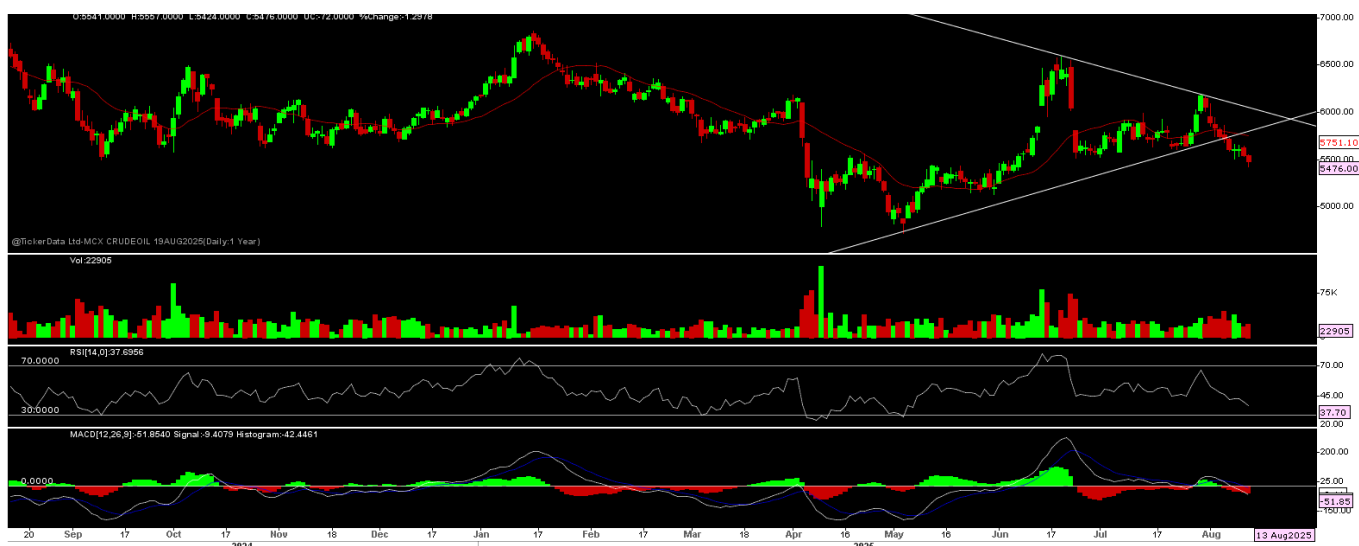 O:5541.0000 H:5557.0000 L:5424.0000 C:5476.0000 UC:-72.0000 %Change:-1.2978
7000.00
6500.00
6000.00
5751.10
5500.00
5476.00
5000.00
@TickerData Ltd-MCX CRUDEOIL 19AUG2025(Daily:1 Year)
Vol:22905
75K
22905
RSI[14,0]:37.6956
70.0000
70.00
45.00
30.0000
37.70
20.00
MACD[12,26,9]:-51.8540 Signal:-9.4079 Histogram:-42.4461
200.00
0.0000
25.00
-51.85
-150.00
20 Sep 17 Oct 17 Nov 18 Dec 17 Jan 17 Feb 17 Mar 18 Apr 16 May 16 Jun 17 Jul 17 Aug 13 Aug2025
2024 2025